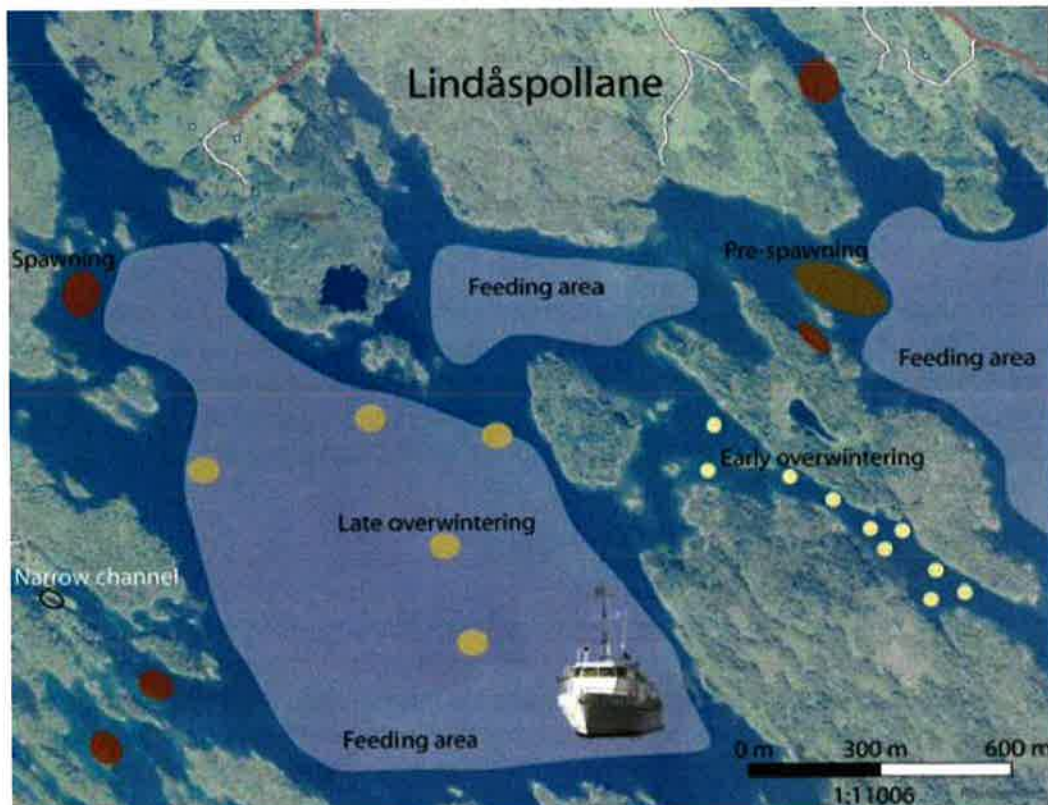 Lindåspollane
Spawning
Pre-spawning
Feeding area
Feeding area
Early overwintering
Late overwintering
Narrow channel
Feeding area
0 m 300 m 600 m
1:11006